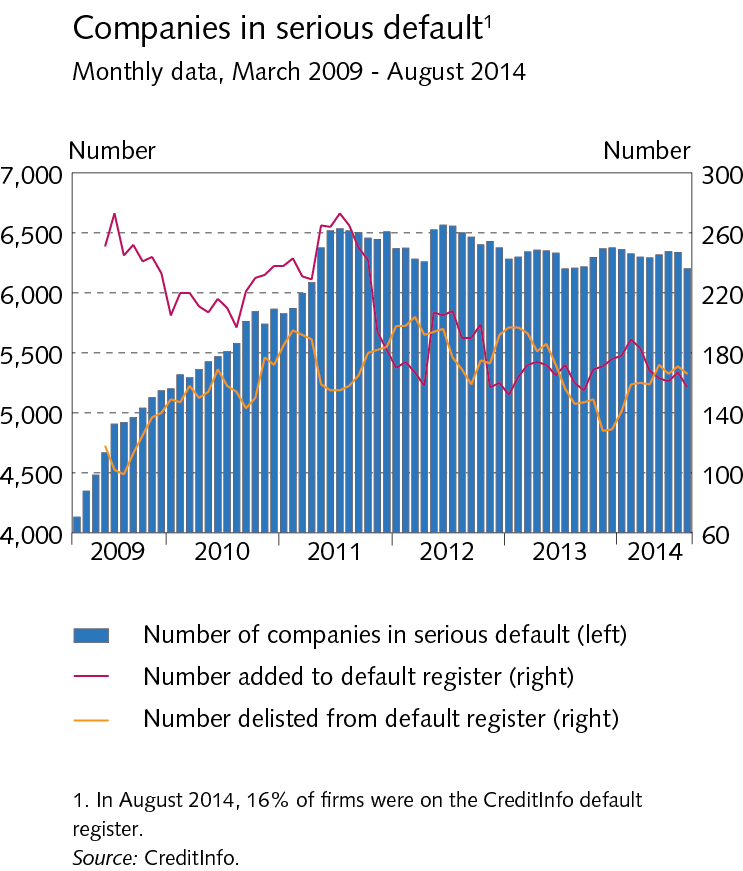 Companies in serious default¹
Monthly data, March 2009 - August 2014
Number Number
7,000 300
6,500 260
6,000 220
5,500 180
5,000 140
4,500 100
4,000 60
2009 2010 2011 2012 2013 2014
Number of companies in serious default (left)
Number added to default register (right)
Number delisted from default register (right)
1. In August 2014, 16% of firms were on the CreditInfo default
register.
Source: CreditInfo.